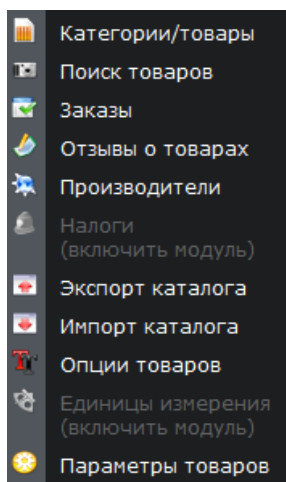 Категории/товары
Поиск товаров
Заказы
Отзывы о товарах
Производители
Налоги
(включить модуль)
Экспорт каталога
Импорт каталога
Опции товаров
Единицы измерения
(включить модуль)
Параметры товаров